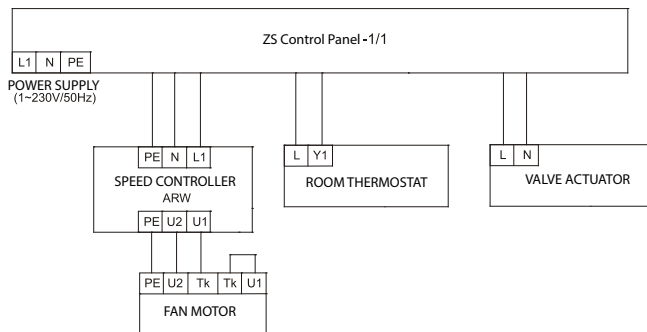 ZS Control Panel -1/1
L1 N PE
POWER SUPPLY
(1~230V/50Hz)
PE N L1
SPEED CONTROLLER
ARW
PE U2 U1
L Y1
ROOM THERMOSTAT
L N
VALVE ACTUATOR
PE U2 Tk Tk U1
FAN MOTOR